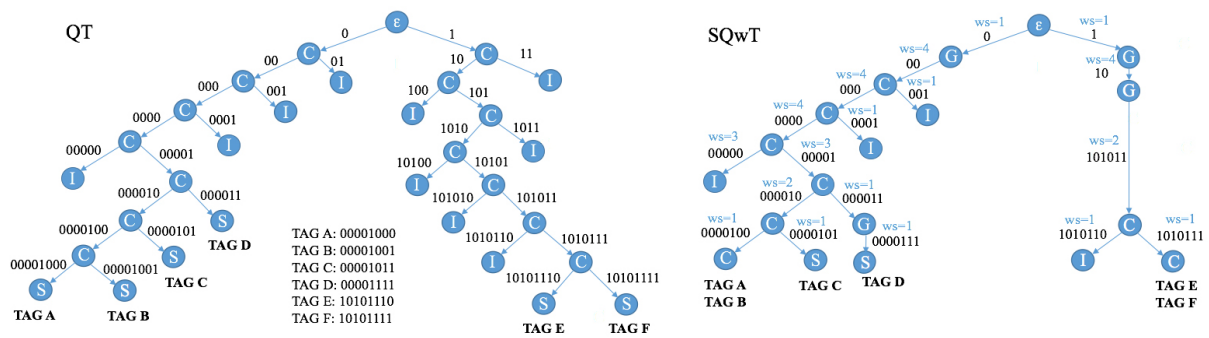 QT
ε
0 1
C C
00 01 10 11
C I C I
000 001 100 101
C I I C
0000 0001 1010 1011
C I C I
00000 00001 10100 10101
I C I C
000010 000011 101010 101011
C S I C
TAG D
0000100 0000101 1010110 1010111
C S I C
TAG C
00001000 00001001 10101110 10101111
S S S S
TAG A TAG B TAG E TAG F
TAG A: 00001000
TAG B: 00001001
TAG C: 00001011
TAG D: 00001111
TAG E: 10101110
TAG F: 10101111
SQwT
ε
ws=1 ws=1
0 1
G G
ws=4 ws=4
00 10
C G
ws=4 ws=1
000 001
C I
ws=4 ws=1
0000 0001
C I
ws=2
101011
ws=3 ws=3
00000 00001
I C
ws=2 ws=1
000010 000011
C G C
ws=1 ws=1 ws=1 ws=1 ws=1
0000100 0000101 0000111 1010110 1010111
C S S I C
TAG A TAG C TAG D TAG E
TAG B TAG F